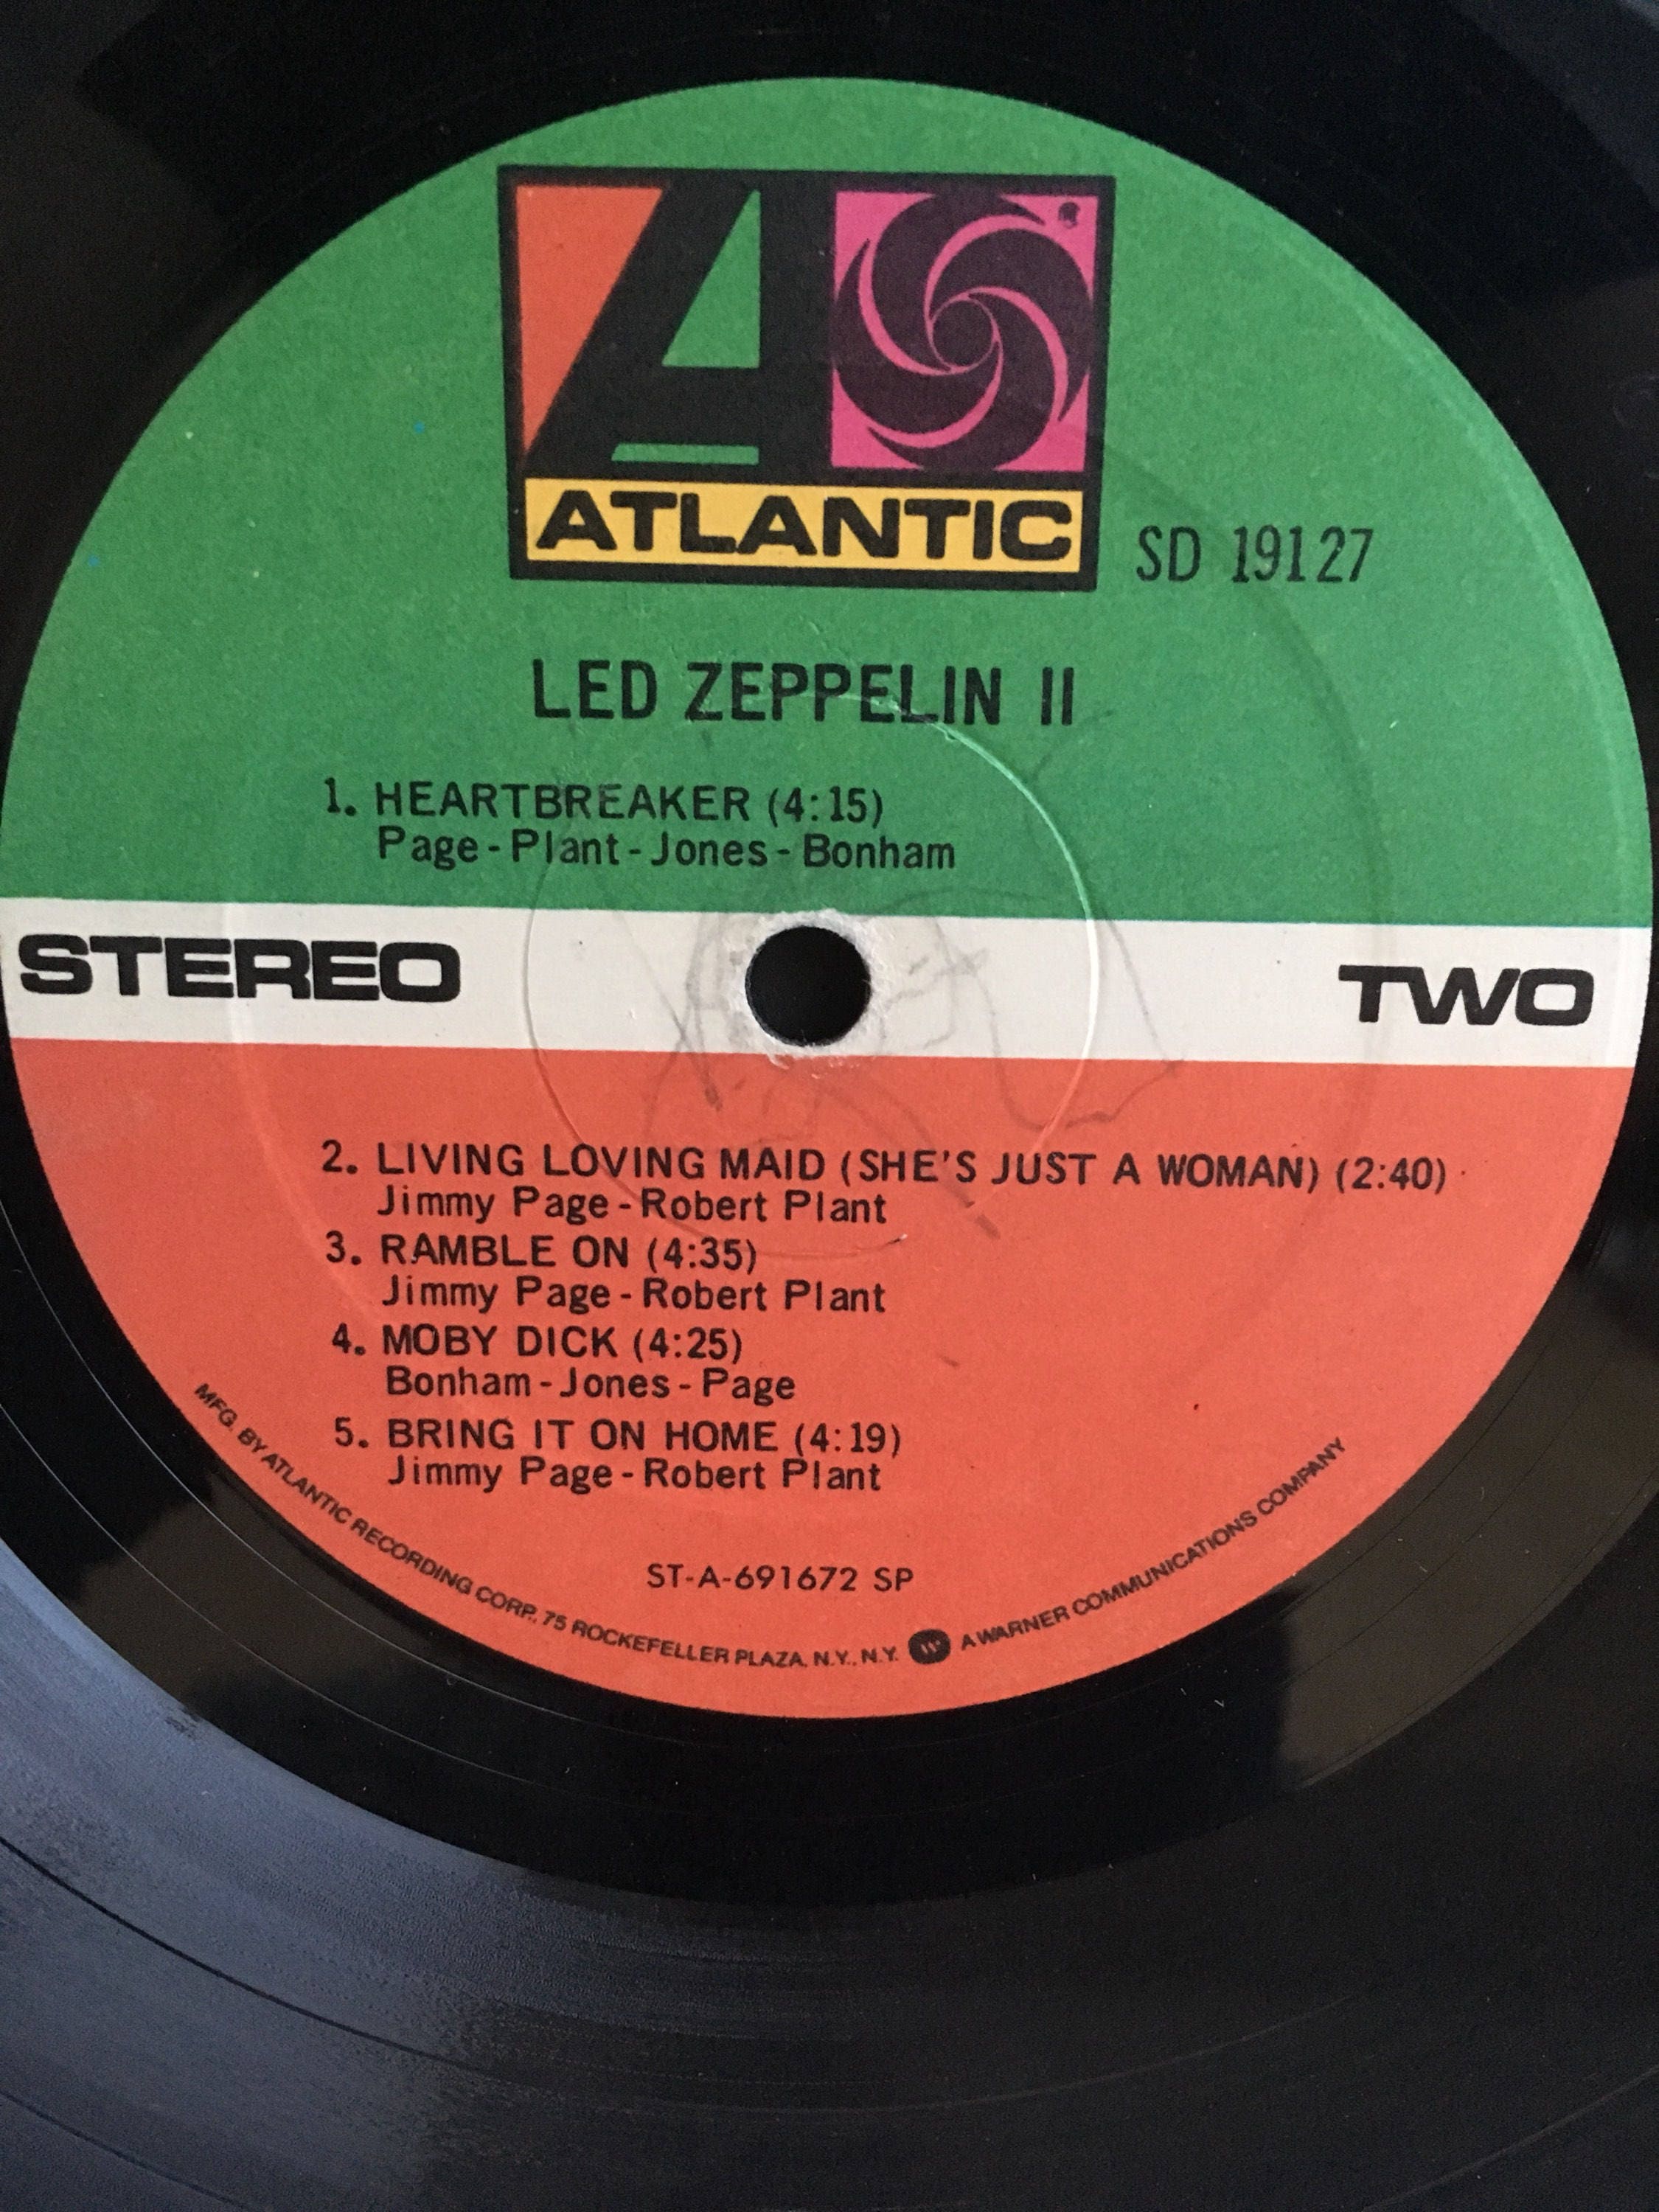 ATLANTIC
SD 19127
LED ZEPPELIN II
1. HEARTBREAKER (4:15)
Page - Plant - Jones - Bonham
STEREO
TWO
2. LIVING LOVING MAID (SHE'S JUST A WOMAN) (2:40)
Jimmy Page - Robert Plant
3. RAMBLE ON (4:35)
Jimmy Page - Robert Plant
4. MOBY DICK (4:25)
Bonham - Jones - Page
5. BRING IT ON HOME (4:19)
Jimmy Page - Robert Plant
ST-A-691672 SP
MFG. BY ATLANTIC RECORDING CORP., 75 ROCKEFELLER PLAZA, N.Y., N.Y. A WARNER COMMUNICATIONS COMPANY